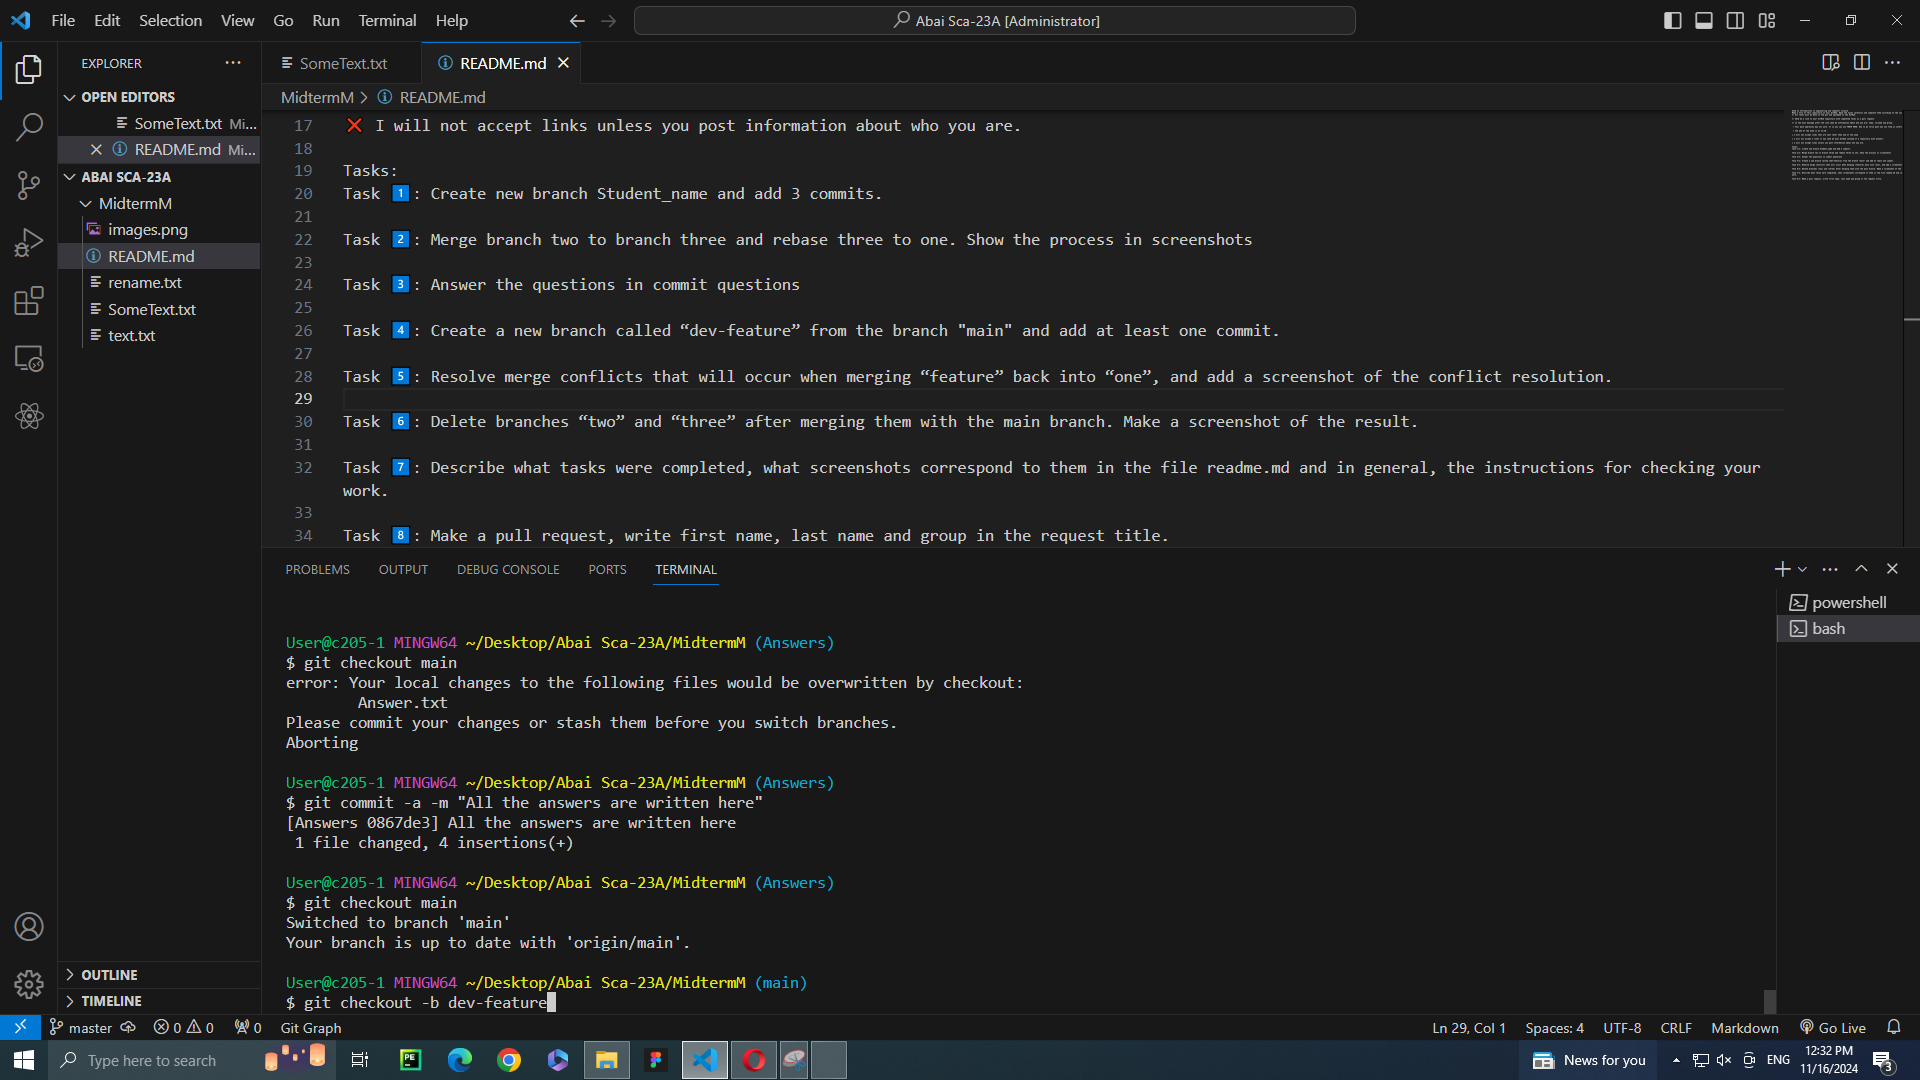 File Edit Selection View Go Run Terminal Help
Abai Sca-23A [Administrator]
EXPLORER
OPEN EDITORS
SomeText.txt Mi...
README.md Mi...
ABAI SCA-23A
MidtermM
images.png
README.md
rename.txt
SomeText.txt
text.txt
OUTLINE
TIMELINE
SomeText.txt
README.md
MidtermM > README.md
17 ❌ I will not accept links unless you post information about who you are.
18
19 Tasks:
20 Task 1️⃣: Create new branch Student_name and add 3 commits.
21
22 Task 2️⃣: Merge branch two to branch three and rebase three to one. Show the process in screenshots
23
24 Task 3️⃣: Answer the questions in commit questions
25
26 Task 4️⃣: Create a new branch called “dev-feature” from the branch "main" and add at least one commit.
27
28 Task 5️⃣: Resolve merge conflicts that will occur when merging “feature” back into “one”, and add a screenshot of the conflict resolution.
29
30 Task 6️⃣: Delete branches “two” and “three” after merging them with the main branch. Make a screenshot of the result.
31
32 Task 7️⃣: Describe what tasks were completed, what screenshots correspond to them in the file readme.md and in general, the instructions for checking your
work.
33
34 Task 8️⃣: Make a pull request, write first name, last name and group in the request title.
PROBLEMS OUTPUT DEBUG CONSOLE PORTS TERMINAL
powershell
bash
User@c205-1 MINGW64 ~/Desktop/Abai Sca-23A/MidtermM (Answers)
$ git checkout main
error: Your local changes to the following files would be overwritten by checkout:
Answer.txt
Please commit your changes or stash them before you switch branches.
Aborting
User@c205-1 MINGW64 ~/Desktop/Abai Sca-23A/MidtermM (Answers)
$ git commit -a -m "All the answers are written here"
[Answers 0867de3] All the answers are written here
1 file changed, 4 insertions(+)
User@c205-1 MINGW64 ~/Desktop/Abai Sca-23A/MidtermM (Answers)
$ git checkout main
Switched to branch 'main'
Your branch is up to date with 'origin/main'.
User@c205-1 MINGW64 ~/Desktop/Abai Sca-23A/MidtermM (main)
$ git checkout -b dev-feature
master 0 0 0 Git Graph
Ln 29, Col 1 Spaces: 4 UTF-8 CRLF Markdown Go Live
Type here to search
PE
News for you
ENG
12:32 PM
11/16/2024
3